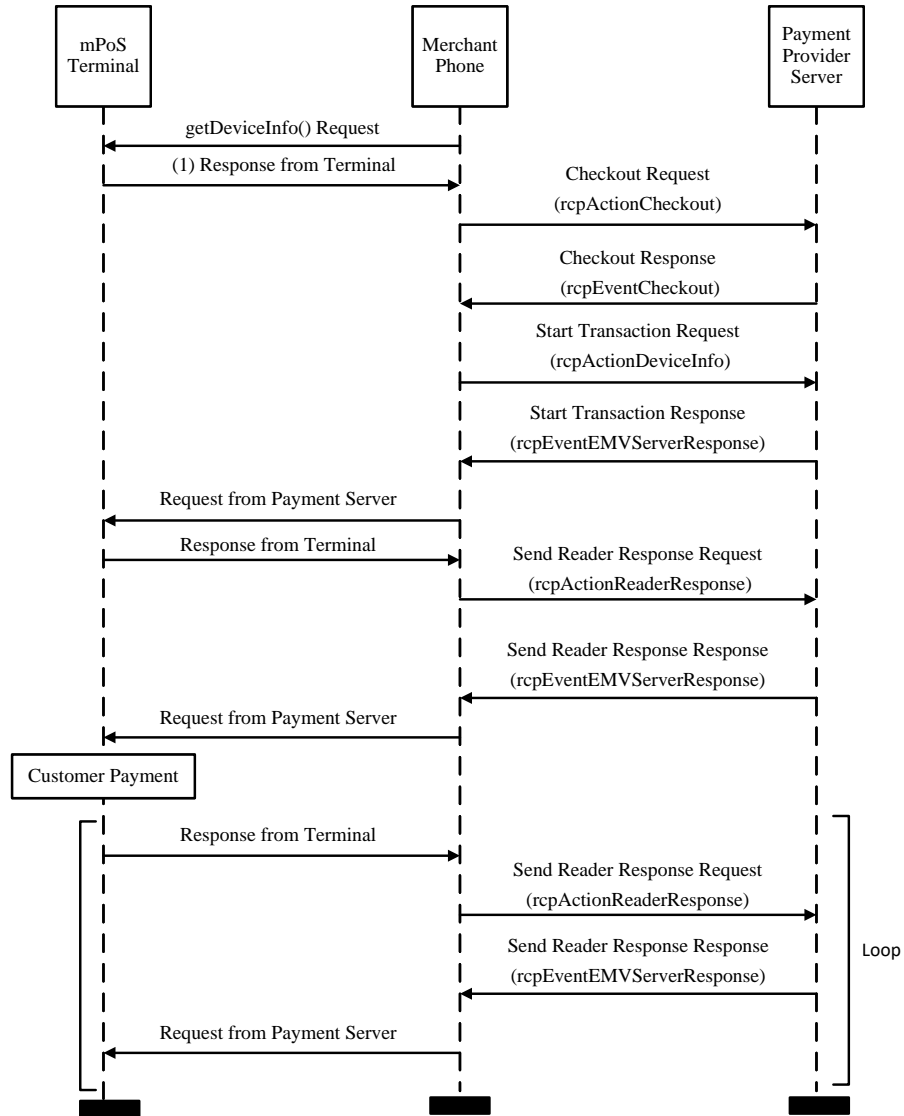 mPoS
Terminal
Merchant
Phone
Payment
Provider
Server
getDeviceInfo() Request
(1) Response from Terminal
Checkout Request
(rcpActionCheckout)
Checkout Response
(rcpEventCheckout)
Start Transaction Request
(rcpActionDeviceInfo)
Start Transaction Response
(rcpEventEMVServerResponse)
Request from Payment Server
Response from Terminal
Send Reader Response Request
(rcpActionReaderResponse)
Send Reader Response Response
(rcpEventEMVServerResponse)
Request from Payment Server
Customer Payment
Response from Terminal
Send Reader Response Request
(rcpActionReaderResponse)
Send Reader Response Response
(rcpEventEMVServerResponse)
Loop
Request from Payment Server